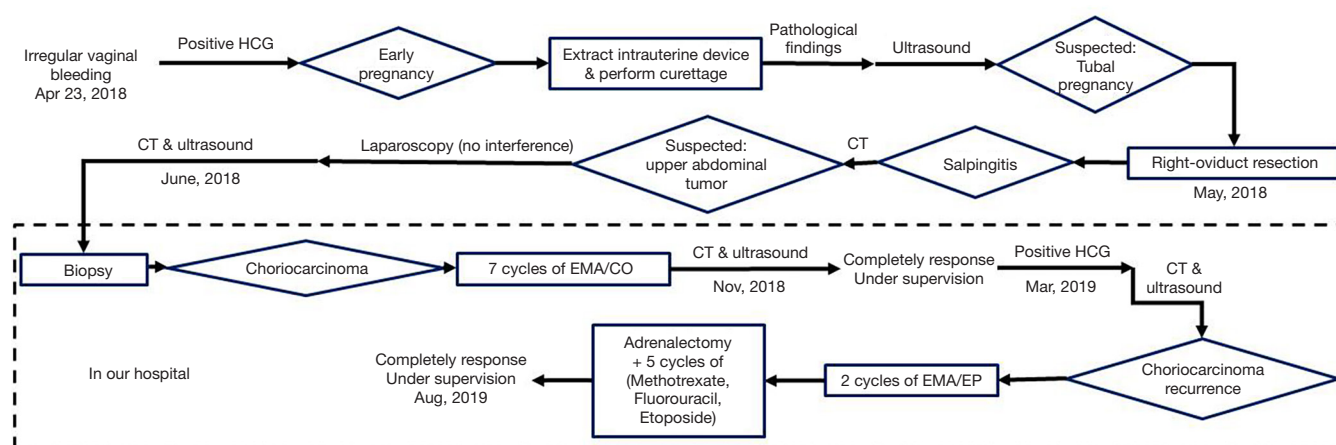 Irregular vaginal
bleeding
Apr 23, 2018
Positive HCG
Early
pregnancy
Extract intrauterine device
& perform curettage
Pathological
findings
Ultrasound
Suspected:
Tubal
pregnancy
Right-oviduct resection
May, 2018
Salpingitis
CT
Suspected:
upper abdominal
tumor
Laparoscopy (no interference)
CT & ultrasound
June, 2018
Biopsy
Choriocarcinoma
7 cycles of EMA/CO
CT & ultrasound
Nov, 2018
Completely response
Under supervision
Positive HCG
Mar, 2019
CT &
ultrasound
Choriocarcinoma
recurrence
2 cycles of EMA/EP
Adrenalectomy
+ 5 cycles of
(Methotrexate,
Fluorouracil,
Etoposide)
Completely response
Under supervision
Aug, 2019
In our hospital